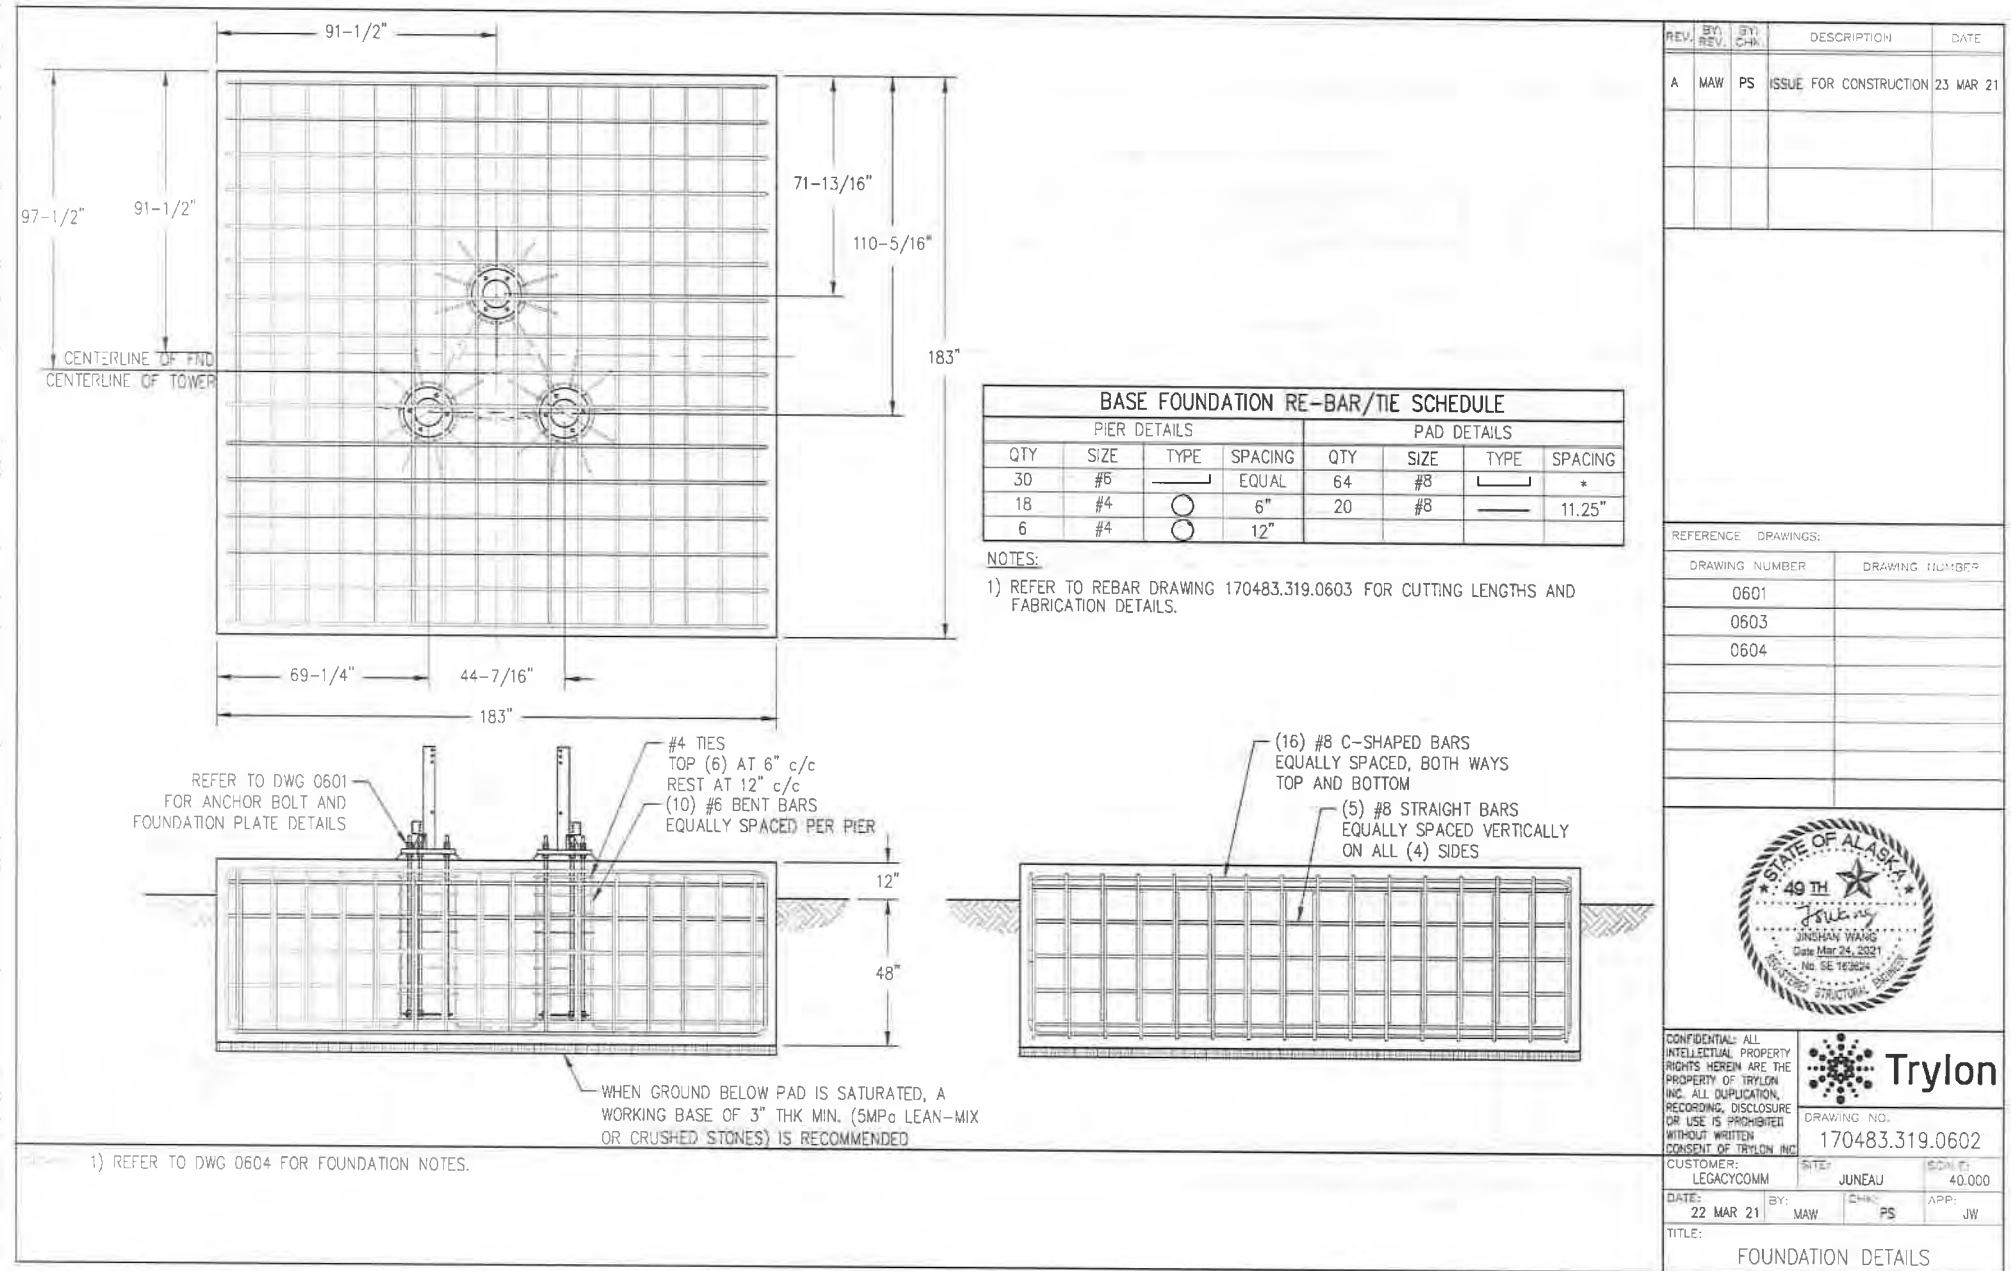 91-1/2"
97-1/2"
91-1/2"
71-13/16"
110-5/16"
183"
CENTERLINE OF FND
CENTERLINE OF TOWER
69-1/4"
44-7/16"
183"
BASE FOUNDATION RE-BAR/TIE SCHEDULE
PIER DETAILS PAD DETAILS
QTY SIZE TYPE SPACING QTY SIZE TYPE SPACING
30 #6 EQUAL 64 #8 *
18 #4 6" 20 #8 11.25"
6 #4 12"
NOTES:
1) REFER TO REBAR DRAWING 170483.319.0603 FOR CUTTING LENGTHS AND
FABRICATION DETAILS.
REFER TO DWG 0601
FOR ANCHOR BOLT AND
FOUNDATION PLATE DETAILS
#4 TIES
TOP (6) AT 6" c/c
REST AT 12" c/c
(10) #6 BENT BARS
EQUALLY SPACED PER PIER
12"
48"
WHEN GROUND BELOW PAD IS SATURATED, A
WORKING BASE OF 3" THK MIN. (5MPa LEAN-MIX
OR CRUSHED STONES) IS RECOMMENDED
(16) #8 C-SHAPED BARS
EQUALLY SPACED, BOTH WAYS
TOP AND BOTTOM
(5) #8 STRAIGHT BARS
EQUALLY SPACED VERTICALLY
ON ALL (4) SIDES
1) REFER TO DWG 0604 FOR FOUNDATION NOTES.
REV. BY: REV. BY: CHK. DESCRIPTION DATE
A MAW PS ISSUE FOR CONSTRUCTION 23 MAR 21
REFERENCE DRAWINGS:
DRAWING NUMBER DRAWING NUMBER
0601
0603
0604
STATE OF ALASKA
49 TH
JINSHAN WANG
Date Mar 24, 2021
No. SE
REGISTERED STRUCTURAL ENGINEER
CONFIDENTIAL: ALL
INTELLECTUAL PROPERTY
RIGHTS HEREIN ARE THE
PROPERTY OF TRYLON
INC. ALL DUPLICATION,
RECORDING, DISCLOSURE
OR USE IS PROHIBITED
WITHOUT WRITTEN
CONSENT OF TRYLON INC
Trylon
DRAWING NO.
170483.319.0602
CUSTOMER: SITE: SCALE:
LEGACYCOMM JUNEAU 40.000
DATE: BY: CHK: APP:
22 MAR 21 MAW PS JW
TITLE:
FOUNDATION DETAILS